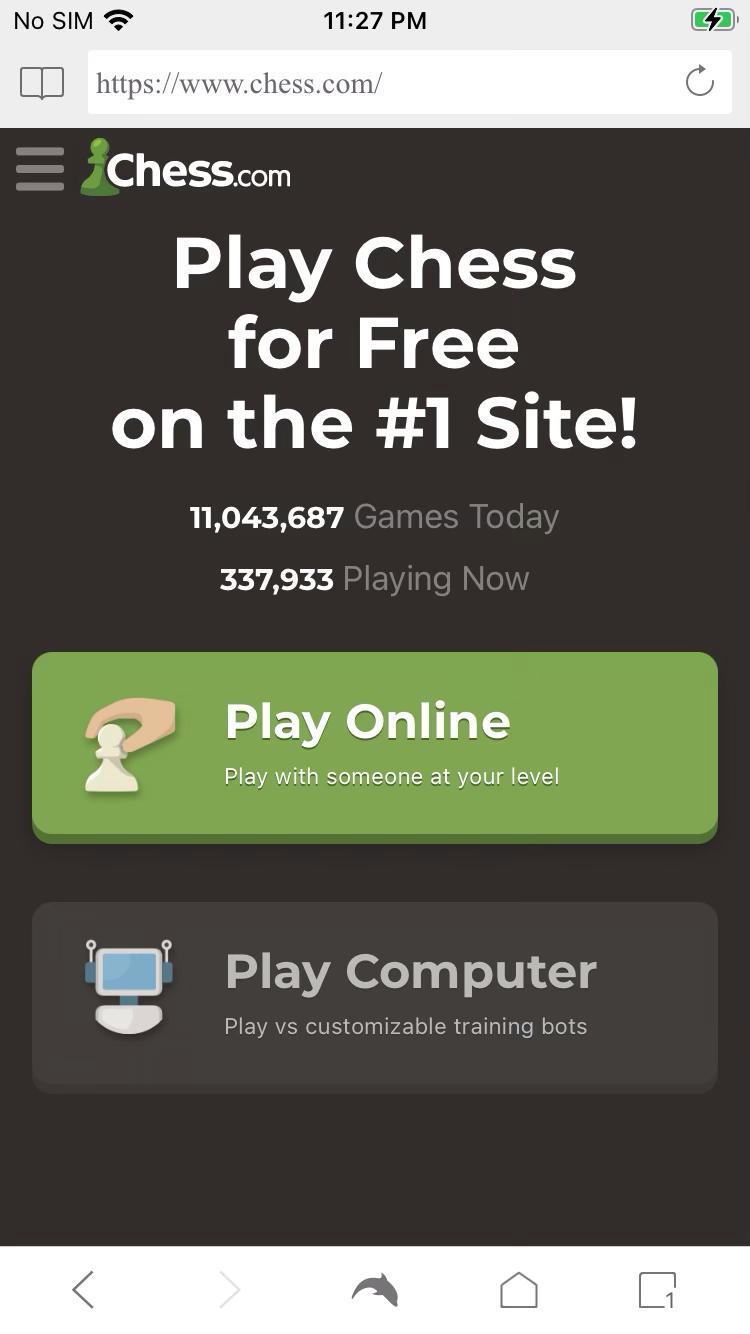 No SIM 11:27 PM
https://www.chess.com/
Chess.com
Play Chess
for Free
on the #1 Site!
11,043,687 Games Today
337,933 Playing Now
Play Online
Play with someone at your level
Play Computer
Play vs customizable training bots
1